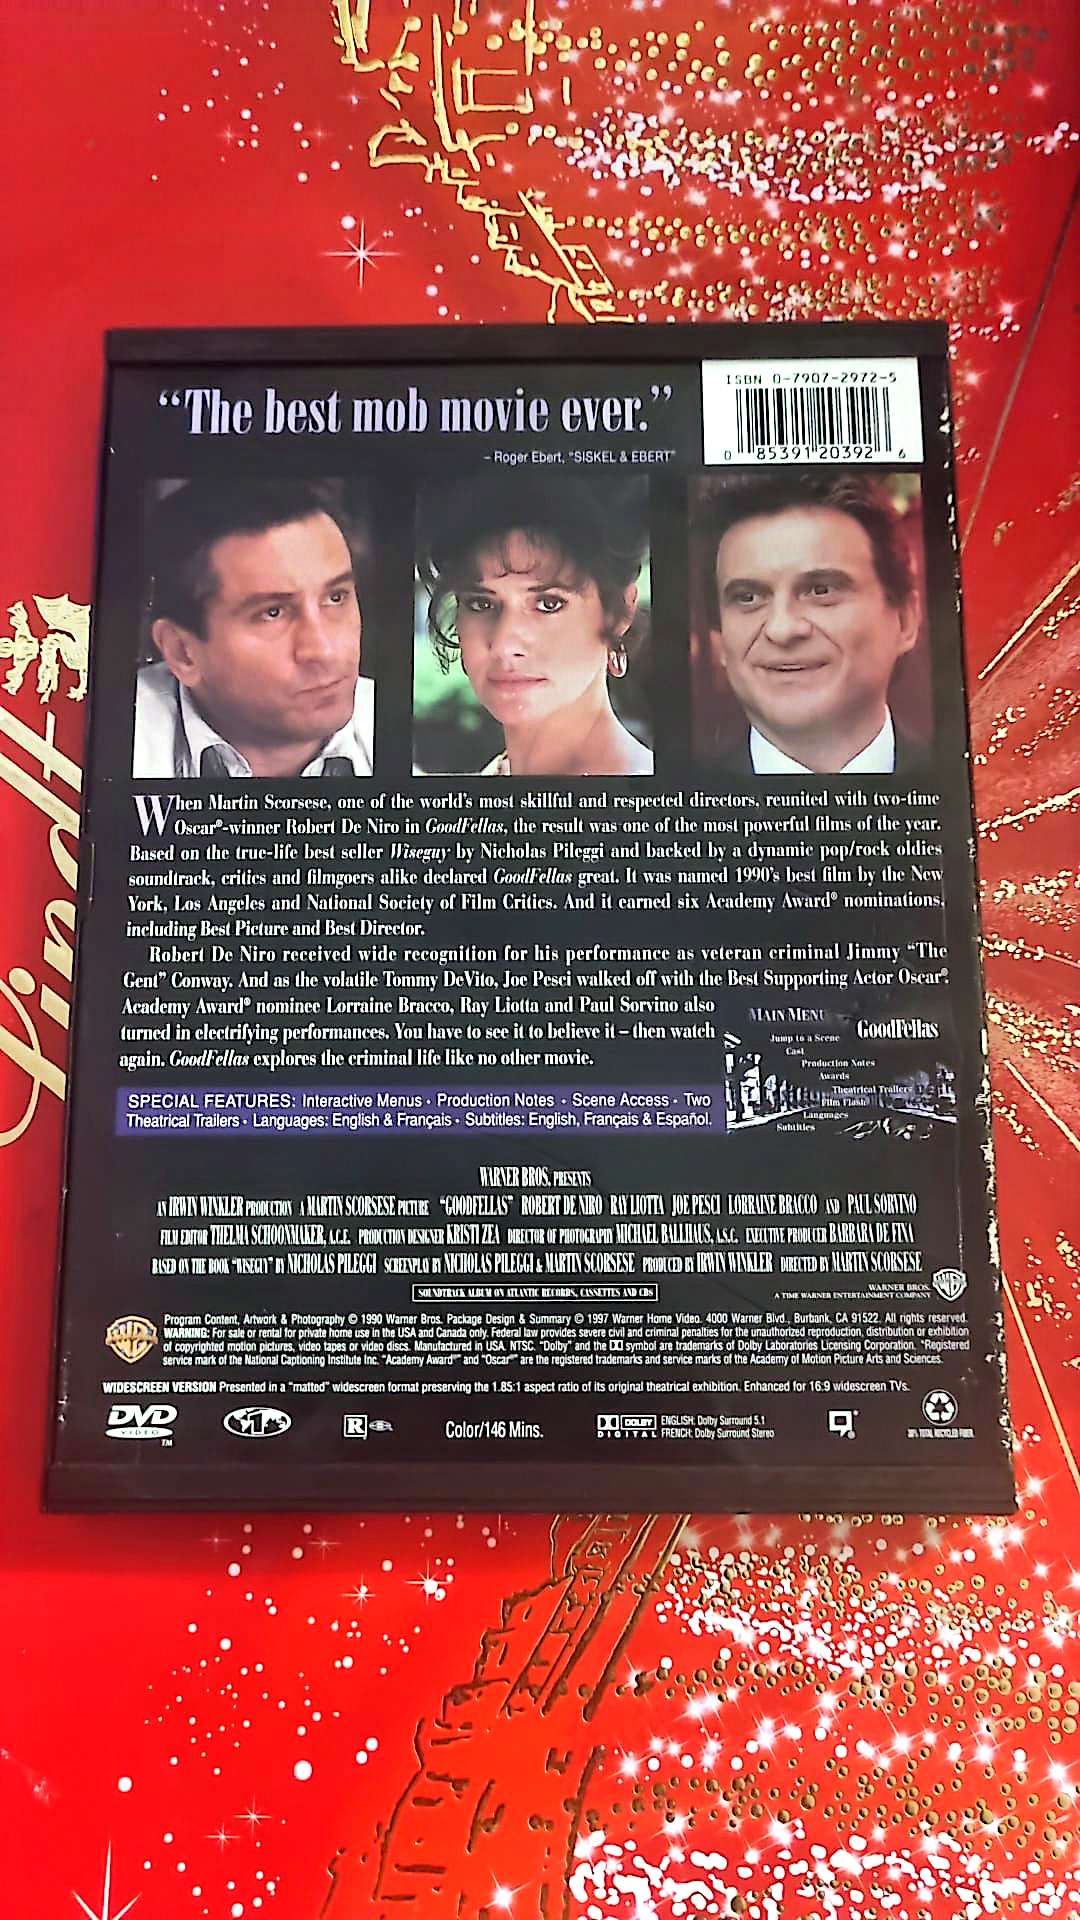 ISBN 0-7907-2972-5
0 85391 20392 6
“The best mob movie ever.”
– Roger Ebert, “SISKEL & EBERT”
When Martin Scorsese, one of the world's most skillful and respected directors, reunited with two-time
Oscar®-winner Robert De Niro in GoodFellas, the result was one of the most powerful films of the year.
Based on the true-life best seller Wiseguy by Nicholas Pileggi and backed by a dynamic pop/rock oldies
soundtrack, critics and filmgoers alike declared GoodFellas great. It was named 1990's best film by the New
York, Los Angeles and National Society of Film Critics. And it earned six Academy Award® nominations,
including Best Picture and Best Director.
Robert De Niro received wide recognition for his performance as veteran criminal Jimmy “The
Gent” Conway. And as the volatile Tommy DeVito, Joe Pesci walked off with the Best Supporting Actor Oscar®.
Academy Award® nominee Lorraine Bracco, Ray Liotta and Paul Sorvino also
turned in electrifying performances. You have to see it to believe it – then watch
again. GoodFellas explores the criminal life like no other movie.
MAIN MENU
GoodFellas
Jump to a Scene
Cast
Production Notes
Awards
Theatrical Trailers 1 2
Film Flash
Languages
Subtitles
SPECIAL FEATURES: Interactive Menus • Production Notes • Scene Access • Two
Theatrical Trailers • Languages: English & Français • Subtitles: English, Français & Español.
WARNER BROS. PRESENTS
AN IRWIN WINKLER PRODUCTION A MARTIN SCORSESE PICTURE “GOODFELLAS” ROBERT DE NIRO RAY LIOTTA JOE PESCI LORRAINE BRACCO AND PAUL SORVINO
FILM EDITOR THELMA SCHOONMAKER, A.C.E. PRODUCTION DESIGNER KRISTI ZEA DIRECTOR OF PHOTOGRAPHY MICHAEL BALLHAUS, A.S.C. EXECUTIVE PRODUCER BARBARA DE FINA
BASED ON THE BOOK “WISEGUY” BY NICHOLAS PILEGGI SCREENPLAY BY NICHOLAS PILEGGI & MARTIN SCORSESE PRODUCED BY IRWIN WINKLER DIRECTED BY MARTIN SCORSESE
SOUNDTRACK ALBUM ON ATLANTIC RECORDS, CASSETTES AND CDS
WARNER BROS.
A TIME WARNER ENTERTAINMENT COMPANY
Program Content, Artwork & Photography © 1990 Warner Bros. Package Design & Summary © 1997 Warner Home Video. 4000 Warner Blvd., Burbank, CA 91522. All rights reserved.
WARNING: For sale or rental for private home use in the USA and Canada only. Federal law provides severe civil and criminal penalties for the unauthorized reproduction, distribution or exhibition
of copyrighted motion pictures, video tapes or video discs. Manufactured in USA. NTSC. “Dolby” and the DD symbol are trademarks of Dolby Laboratories Licensing Corporation. *Registered
service mark of the National Captioning Institute Inc. “Academy Award®” and “Oscar®” are the registered trademarks and service marks of the Academy of Motion Picture Arts and Sciences.
WIDESCREEN VERSION Presented in a “matted” widescreen format preserving the 1.85:1 aspect ratio of its original theatrical exhibition. Enhanced for 16:9 widescreen TVs.
DVD
VIDEO
TM
1
R
Color/146 Mins.
DOLBY
DIGITAL
ENGLISH: Dolby Surround 5.1
FRENCH: Dolby Surround Stereo
Lindt